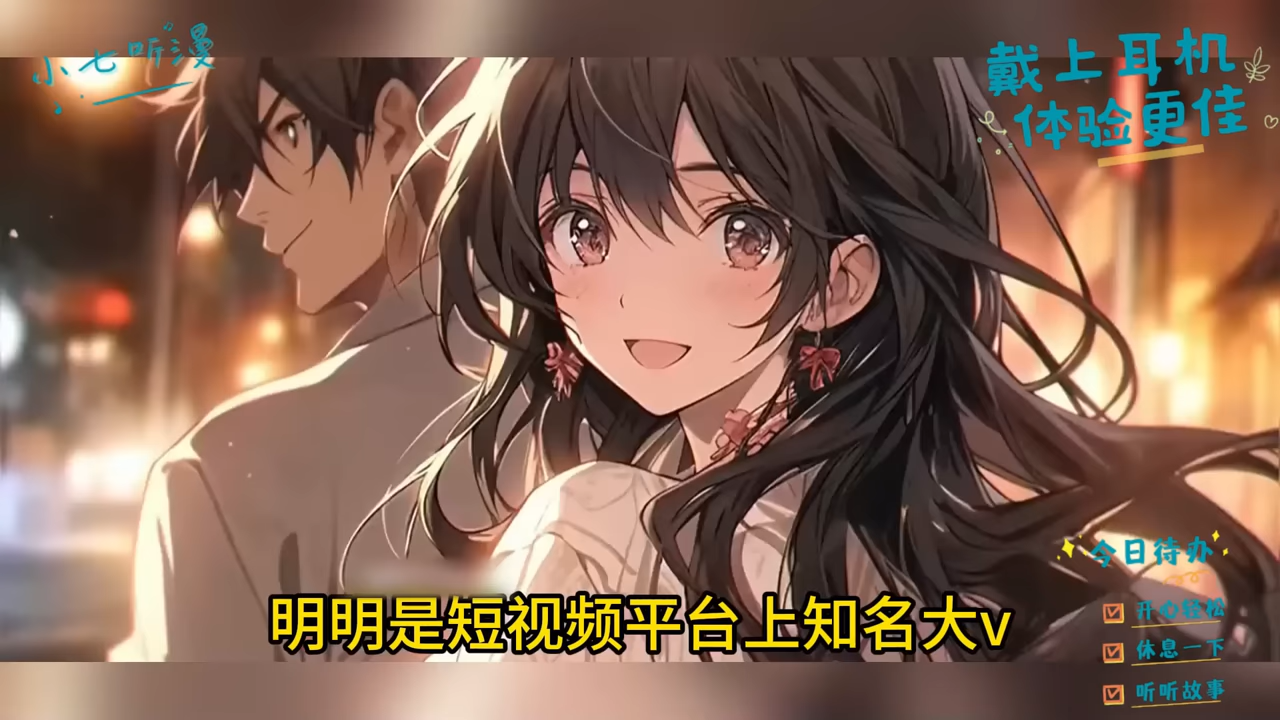 小七听漫
戴上耳机
体验更佳
今日待办
开心轻松
休息一下
听听故事
明明是短视频平台上知名大v